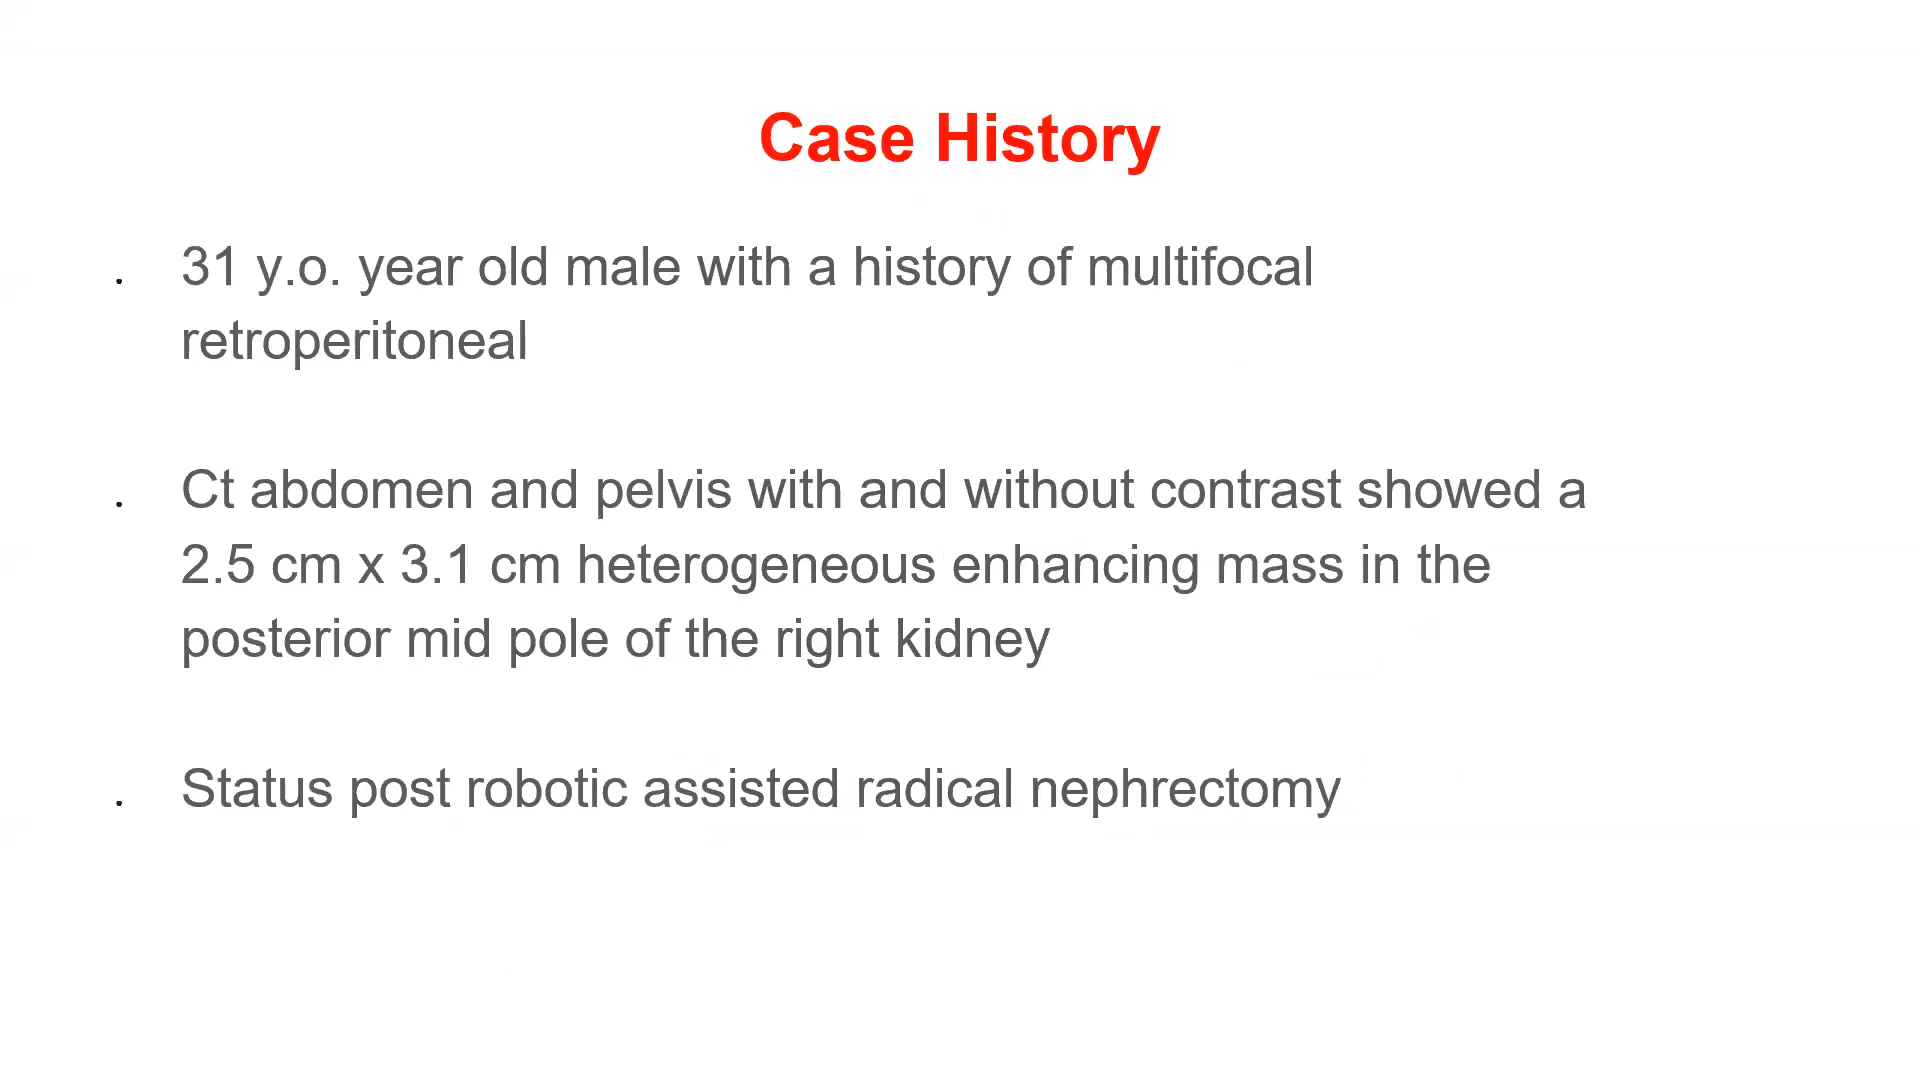 Case History
. 31 y.o. year old male with a history of multifocal
retroperitoneal
. Ct abdomen and pelvis with and without contrast showed a
2.5 cm x 3.1 cm heterogeneous enhancing mass in the
posterior mid pole of the right kidney
. Status post robotic assisted radical nephrectomy